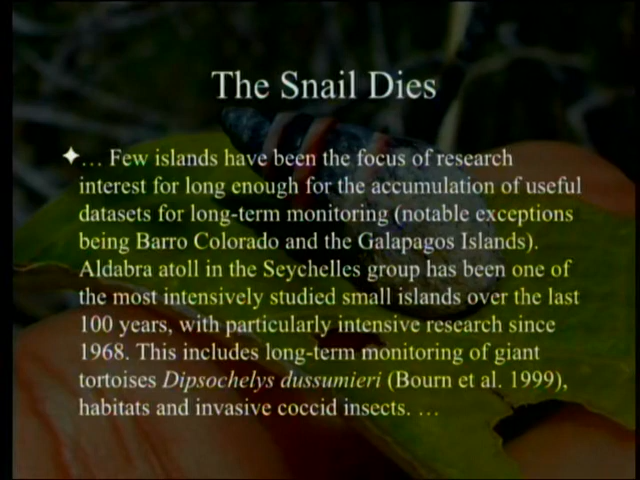 The Snail Dies
… Few islands have been the focus of research
interest for long enough for the accumulation of useful
datasets for long-term monitoring (notable exceptions
being Barro Colorado and the Galapagos Islands).
Aldabra atoll in the Seychelles group has been one of
the most intensively studied small islands over the last
100 years, with particularly intensive research since
1968. This includes long-term monitoring of giant
tortoises Dipsochelys dussumieri (Bourn et al. 1999),
habitats and invasive coccid insects. …